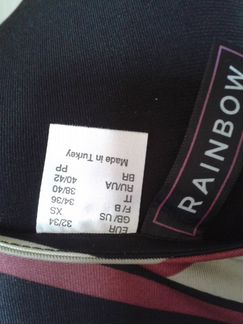 RAINBOW
EUR 32/34
GB/US XS
F/B 34/36
IT 38/40
RU/UA 40/42
BR PP
Made in Turkey